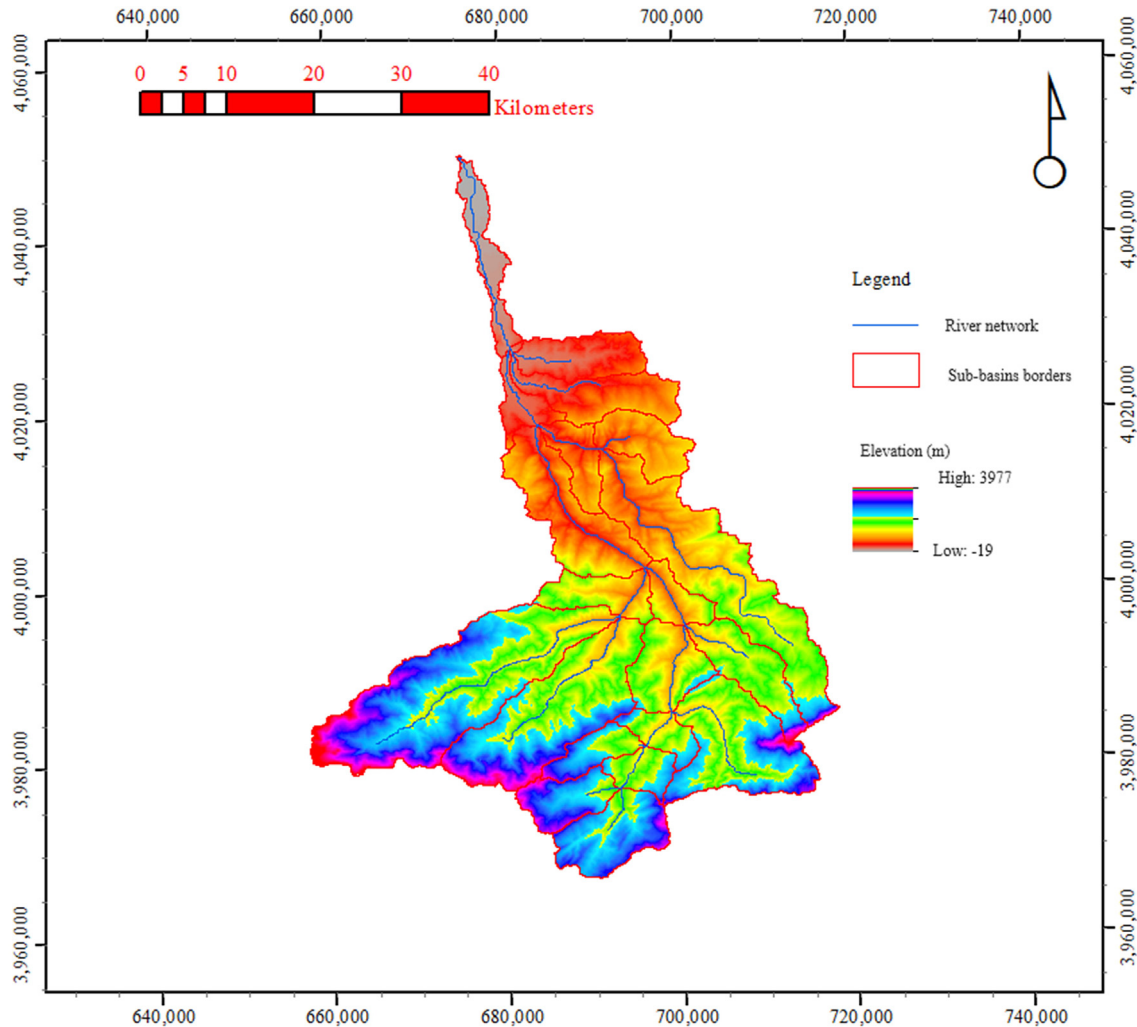 640,000 660,000 680,000 700,000 720,000 740,000
0 5 10 20 30 40
Kilometers
4,060,000 4,060,000
4,040,000 4,040,000
Legend
River network
Sub-basins borders
4,020,000 4,020,000
Elevation (m)
High: 3977
Low: -19
4,000,000 4,000,000
3,980,000 3,980,000
3,960,000 3,960,000
640,000 660,000 680,000 700,000 720,000 740,000